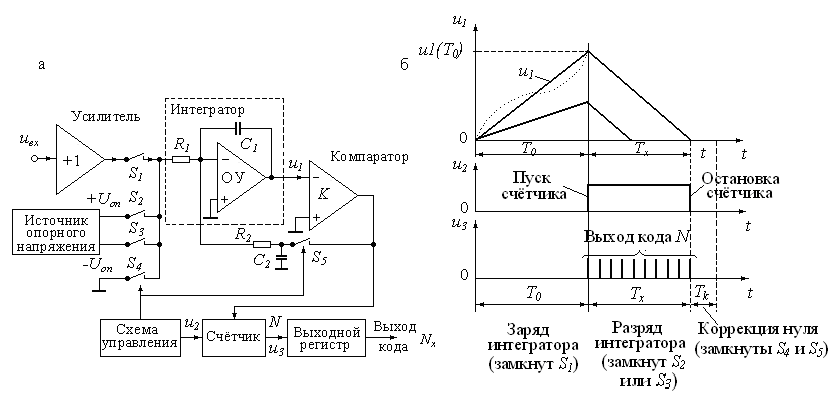 а
Усилитель
uвх
+1
S1
Интегратор
R1
C1
−
ОУ
+
u1
Компаратор
−
K
+
+Uоп
S2
Источник
опорного
напряжения
S3
-Uоп
S4
R2
C2
S5
Схема
управления
u2
Счётчик
N
u3
Выходной
регистр
Выход
кода
Nx
б
u1
u1(T0)
u1
0
T0
Tx
t
t
u2
Пуск
счётчика
Остановка
счётчика
0
t
u3
Выход кода N
0
t
T0
Tx
Tk
Заряд
интегратора
(замкнут S1)
Разряд
интегратора
(замкнут S2
или S3)
Коррекция нуля
(замкнуты S4 и S5)